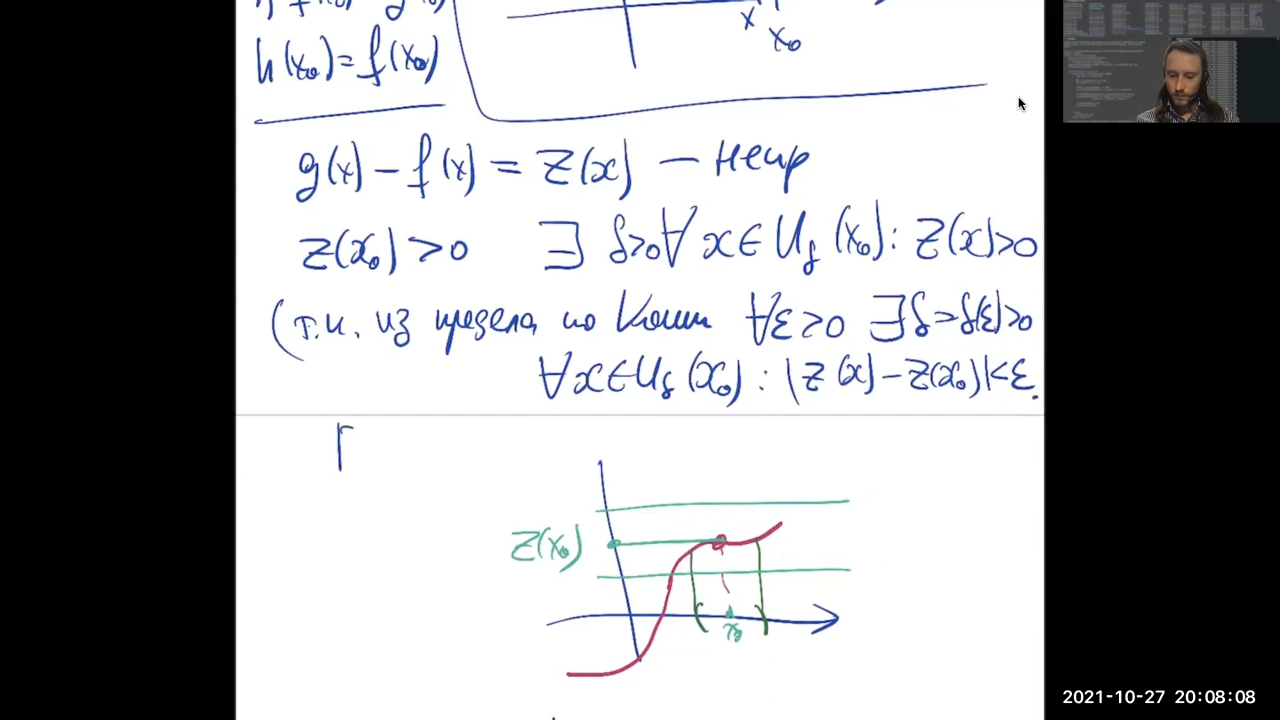 h(x₀)=f(x₀)
x
x₀
g(x) – f(x) = Z(x) – непр
Z(x₀) > 0 ∃ δ>0 ∀ x ∈ U_δ(x₀): Z(x)>0
(т.к. из предела по Коши ∀ε>0 ∃δ=δ(ε)>0
∀x∈U_δ(x₀): |Z(x)–Z(x₀)|<ε.
Г
Z(x₀)
x₀
2021-10-27 20:08:08